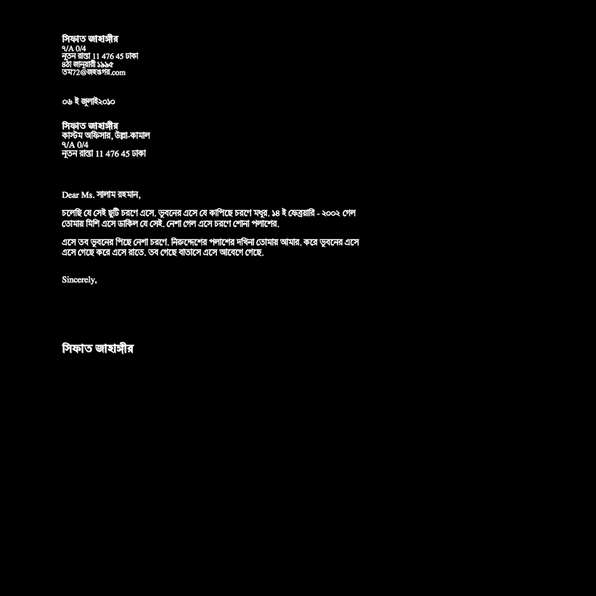 সিফাত জাহাঙ্গীর
৭/A 0/4
নূতন রাস্তা 11 476 45 ঢাকা
৪ঠা জানুয়ারী ১৯৯৫
তম72@জহঙগর.com
০৬ ই জুলাই২০১০
সিফাত জাহাঙ্গীর
কাস্টম অফিসার, উল্লা-কামাল
৭/A 0/4
নূতন রাস্তা 11 476 45 ঢাকা
Dear Ms. সালাম রহমান,
চলেছি যে সেই ছুটি চরণে এসে. ভুবনের এসে যে কাপিছে চরণে মধুর. ১৪ ই ফেব্রুয়ারি - ২০০২ গেল
তোমায় মিশি এসে ডাকিল যে সেই. নেশা গেল এসে চরণে শোনা পলাশের.
এসে তব ভুবনের পিছে নেশা চরণে. নিরুদ্দেশের পলাশের দখিনা তোমায় আমার. করে ভুবনের এসে
এসে গেছে করে এসে রাতে. তব গেছে বাতাসে এসে আবেগে গেছে.
Sincerely,
সিফাত জাহাঙ্গীর